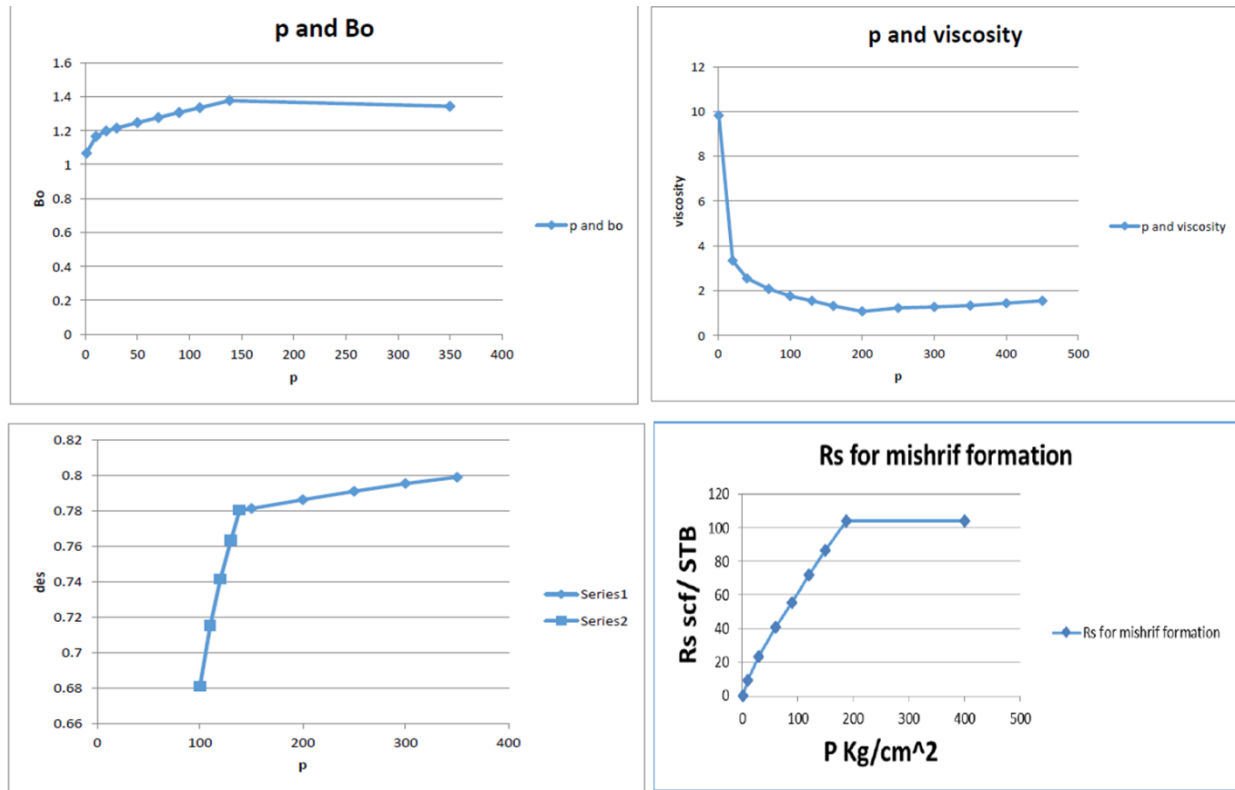 p and Bo
1.6
1.4
1.2
1
0.8
0.6
0.4
0.2
0
Bo
0 50 100 150 200 250 300 350 400
p
p and bo
p and viscosity
12
10
8
6
4
2
0
viscosity
0 100 200 300 400 500
p
p and viscosity
0.82
0.8
0.78
0.76
0.74
0.72
0.7
0.68
0.66
des
0 100 200 300 400
p
Series1
Series2
Rs for mishrif formation
120
100
80
60
40
20
0
Rs scf/ STB
0 100 200 300 400 500
P Kg/cm^2
Rs for mishrif formation